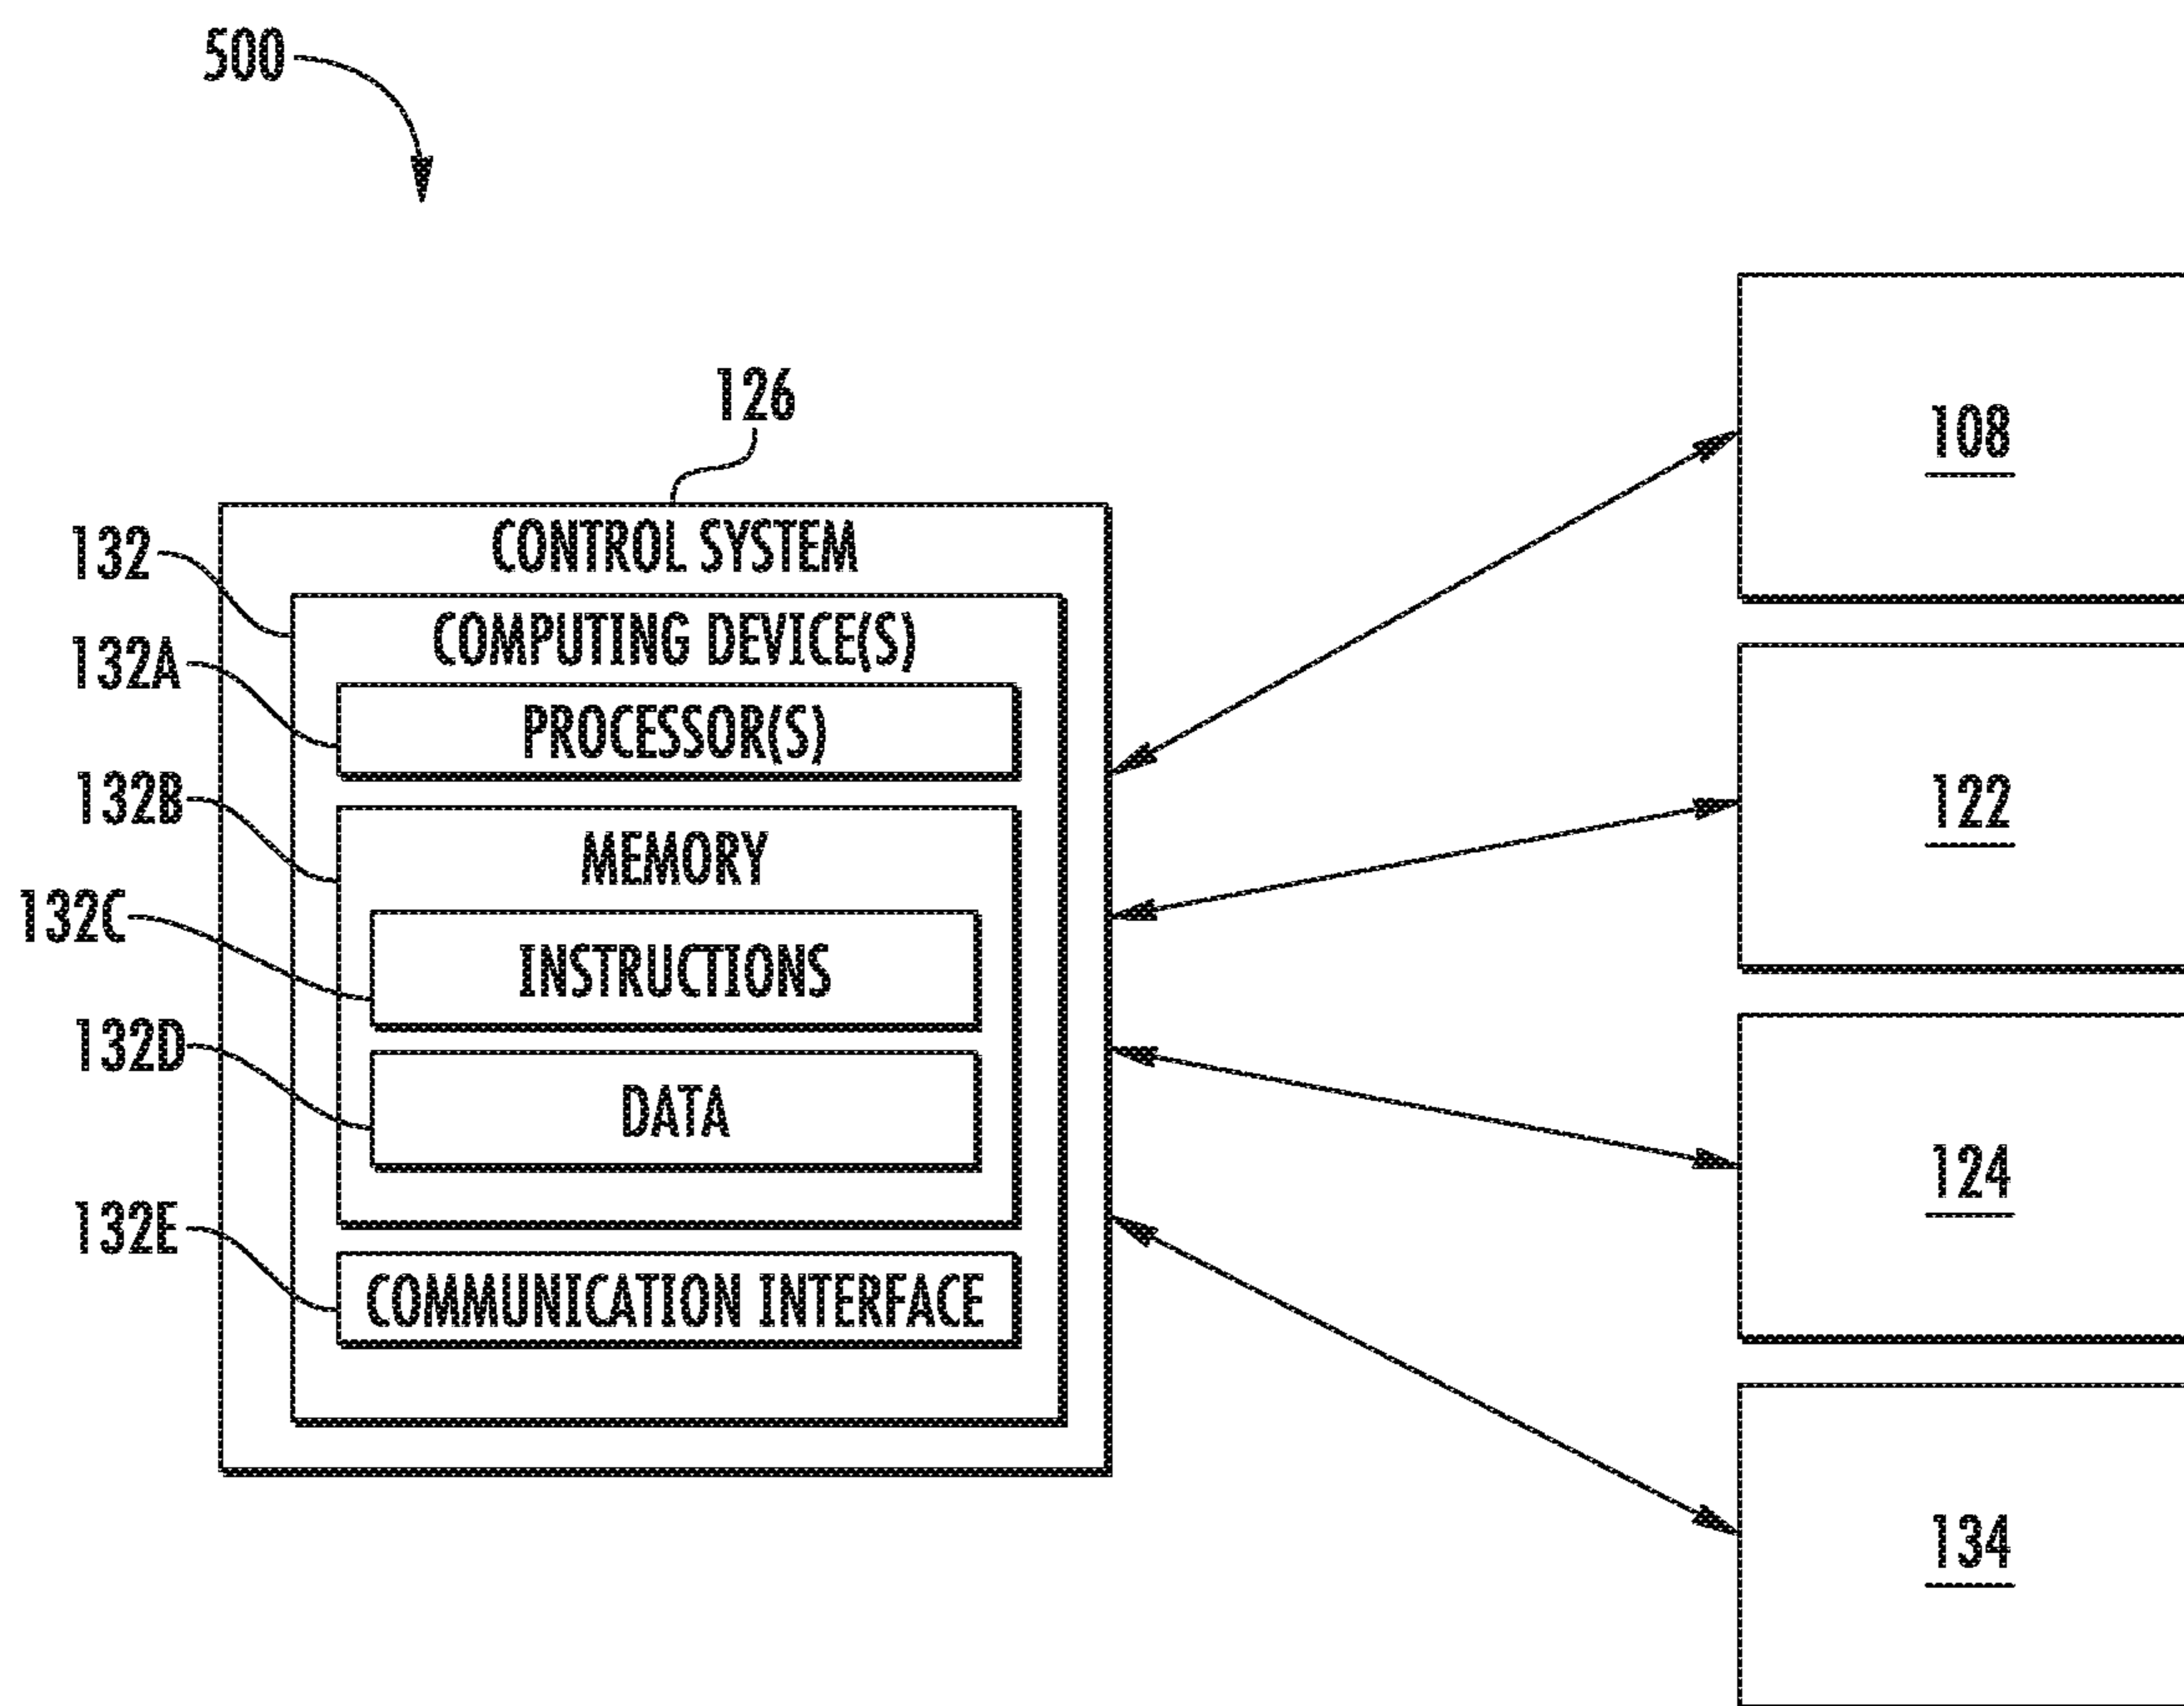 500
126
108
CONTROL SYSTEM
132
COMPUTING DEVICE(S)
132A
PROCESSOR(S)
132B
MEMORY
122
132C
INSTRUCTIONS
132D
DATA
124
132E
COMMUNICATION INTERFACE
134